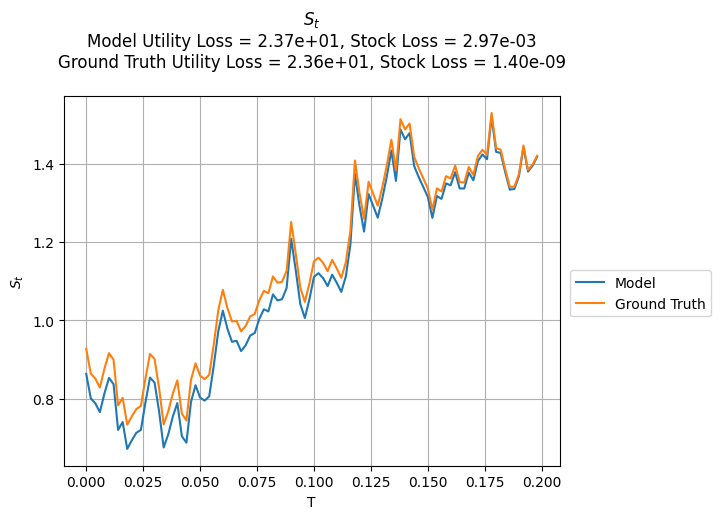 S_t
Model Utility Loss = 2.37e+01, Stock Loss = 2.97e-03
Ground Truth Utility Loss = 2.36e+01, Stock Loss = 1.40e-09
1.4
1.2
1.0
0.8
S_t
0.000 0.025 0.050 0.075 0.100 0.125 0.150 0.175 0.200
T
Model
Ground Truth